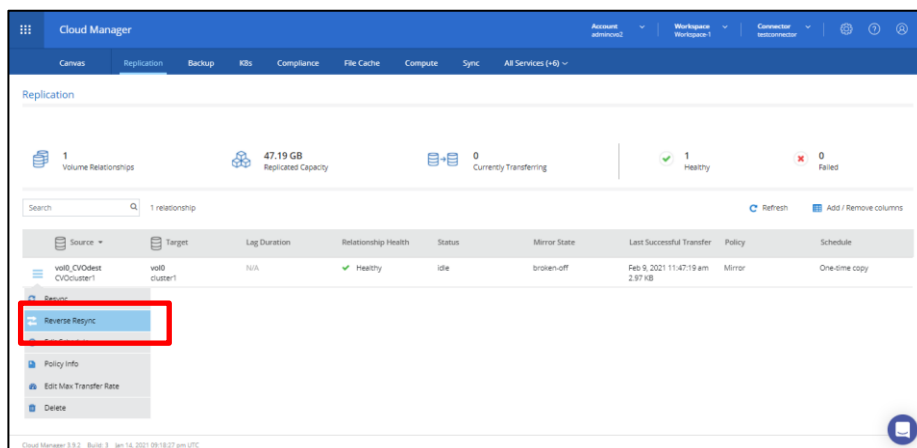 Cloud Manager
Account
admincvo2
Workspace
Workspace-1
Connector
testconnector
Canvas Replication Backup K8s Compliance File Cache Compute Sync All Services (+6)
Replication
1
Volume Relationships
47.19 GB
Replicated Capacity
0
Currently Transferring
1
Healthy
0
Failed
Search
1 relationship
Refresh
Add / Remove columns
Source Target Lag Duration Relationship Health Status Mirror State Last Successful Transfer Policy Schedule
vol0_CVOdest vol0 N/A Healthy idle broken-off Feb 9, 2021 11:47:19 am Mirror One-time copy
CVOcluster1 cluster1 2.97 KB
Resync
Reverse Resync
Edit Schedule
Policy Info
Edit Max Transfer Rate
Delete
Cloud Manager 3.9.2 Build: 3 Jan 14, 2021 09:18:27 pm UTC